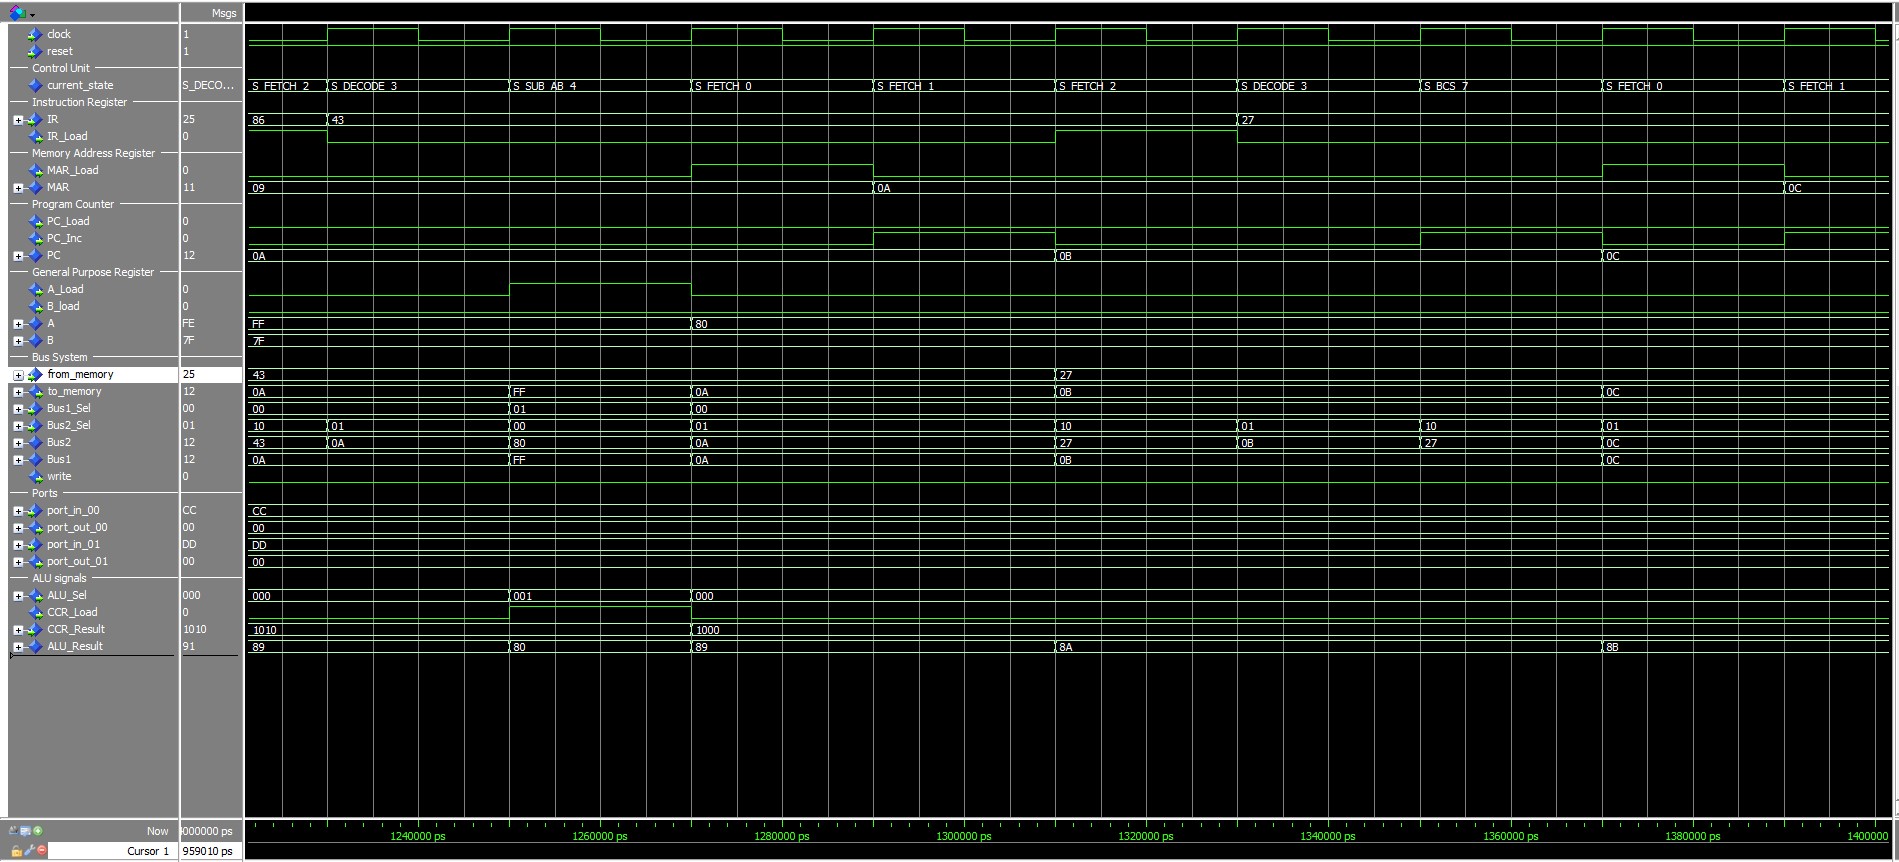 Msgs
clock 1
reset 1
Control Unit
current_state S_DECO... S_FETCH_2 S_DECODE_3 S_SUB_AB_4 S_FETCH_0 S_FETCH_1 S_FETCH_2 S_DECODE_3 S_BCS_7 S_FETCH_0 S_FETCH_1
Instruction Register
IR 25 86 43 27
IR_Load 0
Memory Address Register
MAR_Load 0
MAR 11 09 0A 0C
Program Counter
PC_Load 0
PC_Inc 0
PC 12 0A 0B 0C
General Purpose Register
A_Load 0
B_load 0
A FE FF 80
B 7F 7F
Bus System
from_memory 25 43 27
to_memory 12 0A FF 0A 0B 0C
Bus1_Sel 00 00 01 00
Bus2_Sel 01 10 01 00 01 10 01 10 01
Bus2 12 43 0A 80 0A 27 0B 27 0C
Bus1 12 0A FF 0A 0B 0C
write 0
Ports
port_in_00 CC CC
port_out_00 00 00
port_in_01 DD DD
port_out_01 00 00
ALU signals
ALU_Sel 000 000 001 000
CCR_Load 0
CCR_Result 1010 1010 1000
ALU_Result 91 89 80 89 8A 8B
Now 000000 ps 1240000 ps 1260000 ps 1280000 ps 1300000 ps 1320000 ps 1340000 ps 1360000 ps 1380000 ps 1400000
Cursor 1 959010 ps